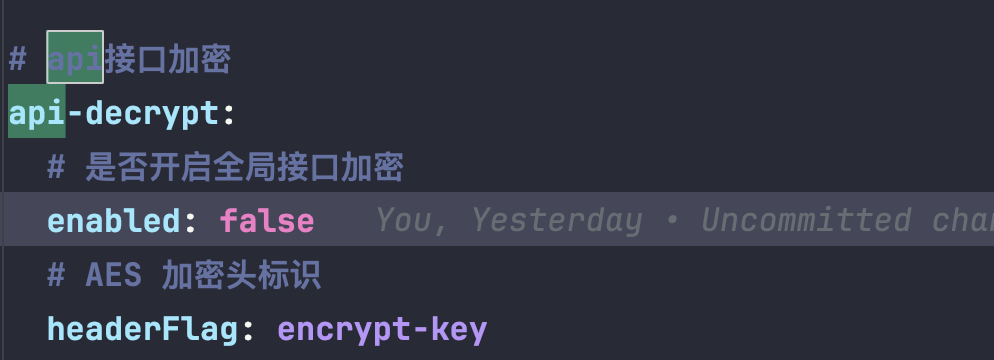 # api接口加密
api-decrypt:
# 是否开启全局接口加密
enabled: false You, Yesterday • Uncommitted
# AES 加密头标识
headerFlag: encrypt-key